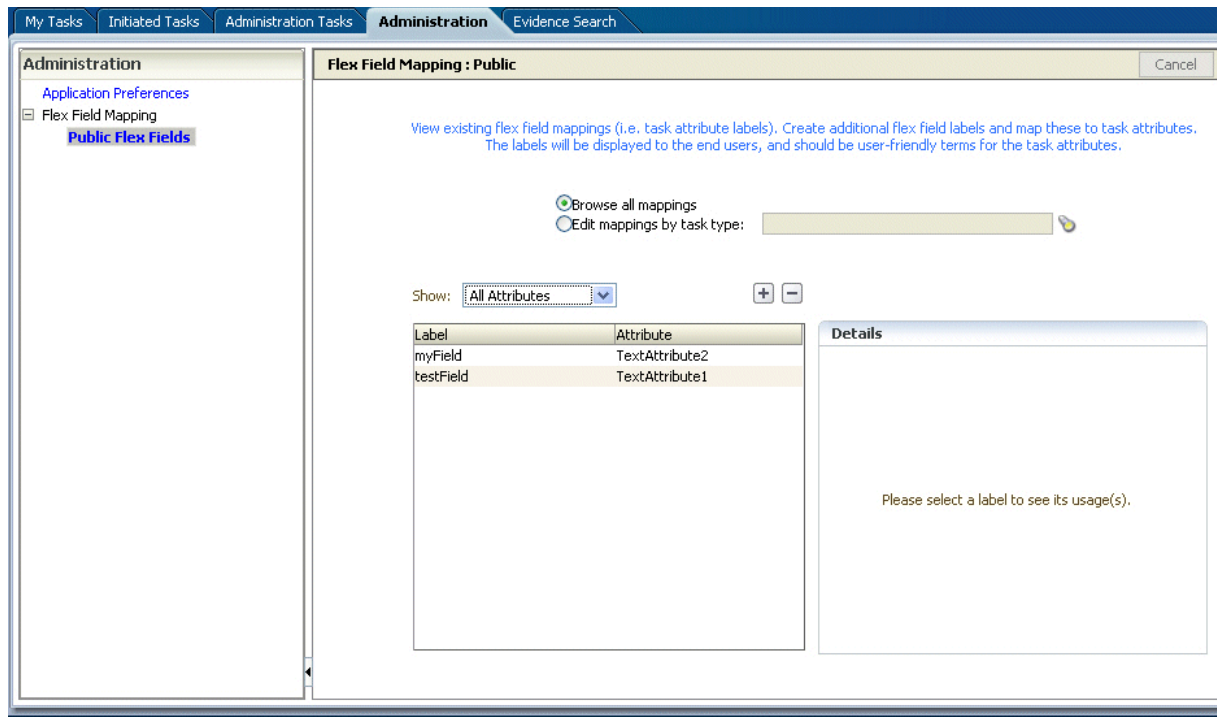 My Tasks Initiated Tasks Administration Tasks Administration Evidence Search
Administration
Application Preferences
Flex Field Mapping
Public Flex Fields
Flex Field Mapping : Public
Cancel
View existing flex field mappings (i.e. task attribute labels). Create additional flex field labels and map these to task attributes.
The labels will be displayed to the end users, and should be user-friendly terms for the task attributes.
Browse all mappings
Edit mappings by task type:
Show: All Attributes
Label Attribute
myField TextAttribute2
testField TextAttribute1
Details
Please select a label to see its usage(s).